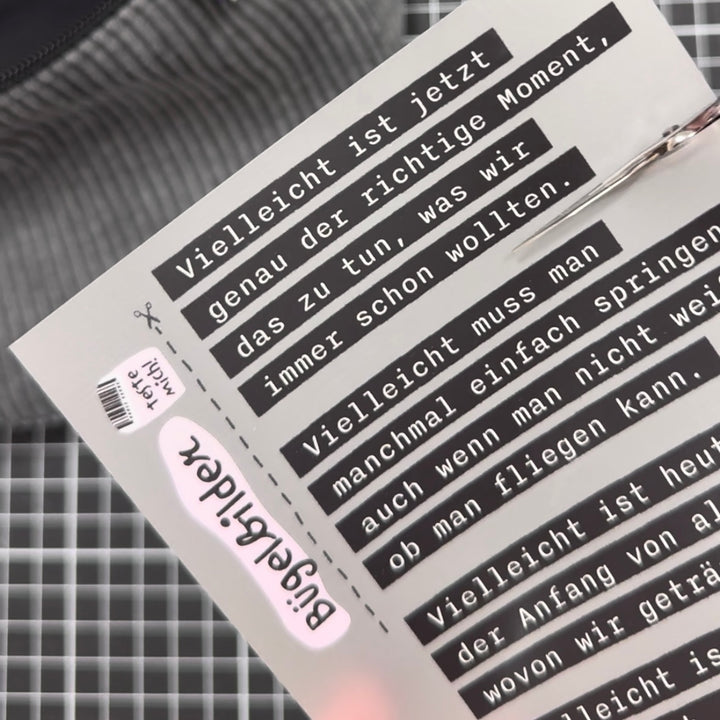 Vielleicht ist jetzt
genau der richtige Moment,
das zu tun, was wir
immer schon wollten.
Vielleicht muss man
manchmal einfach springen
auch wenn man nicht
ob man fliegen kann.
Vielleicht ist
der Anfang von
wovon wir
teste
mich!
Bügelbilder